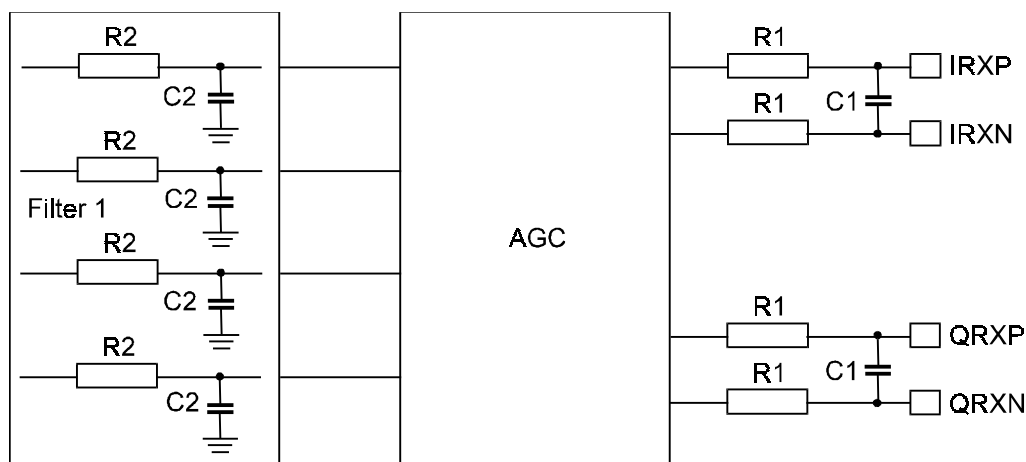 R2
C2
R2
C2
Filter 1
R2
C2
R2
C2
AGC
R1
IRXP
C1
R1
IRXN
R1
QRXP
C1
R1
QRXN